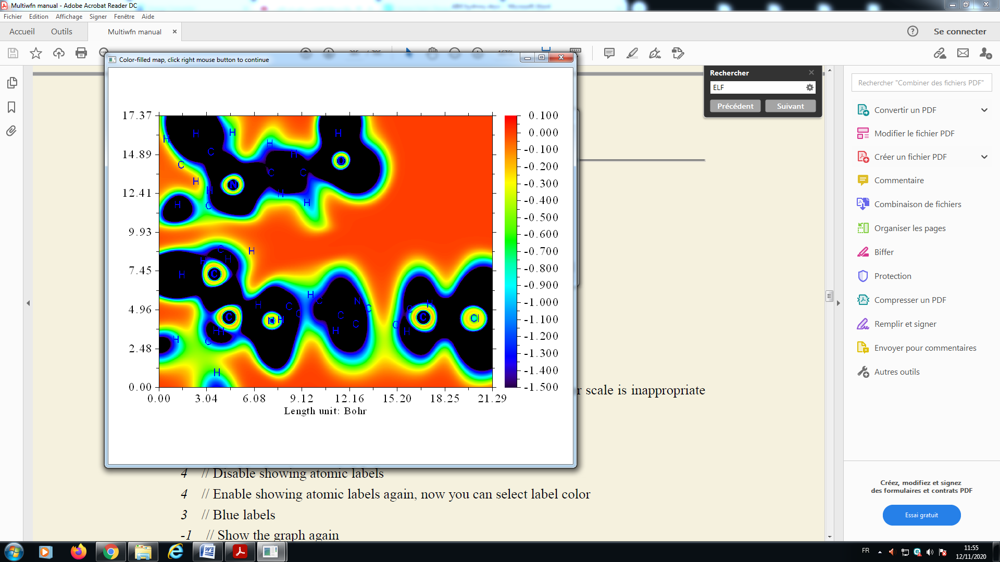 Multiwfn manual - Adobe Acrobat Reader DC
Fichier Edition Affichage Signer Fenêtre Aide
Accueil Outils Multiwfn manual × ? Se connecter
Color-filled map, click right mouse button to continue
Rechercher
ELF
Précédent Suivant
Rechercher "Combiner des fichiers PDF"
Convertir un PDF
Modifier le fichier PDF
Créer un fichier PDF
Commentaire
Combinaison de fichiers
Organiser les pages
Biffer
Protection
Compresser un PDF
Remplir et signer
Envoyer pour commentaires
Autres outils
17.37
14.89
12.41
9.93
7.45
4.96
2.48
0.00
0.00 3.04 6.08 9.12 12.16 15.20 18.25 21.29
Length unit: Bohr
0.100
0.000
-0.100
-0.200
-0.300
-0.400
-0.500
-0.600
-0.700
-0.800
-0.900
-1.000
-1.100
-1.200
-1.300
-1.400
-1.500
H H H H
H C H
C C C
H N
H C H H
C H
H C H
H C
H N
H C C C
C H H C H C Cl
H H C H
H C
H
r scale is inappropriate
4 // Disable showing atomic labels
4 // Enable showing atomic labels again, now you can select label color
3 // Blue labels
-1 // Show the graph again
Créez, modifiez et signez
des formulaires et contrats PDF
Essai gratuit
FR
11:55
12/11/2020